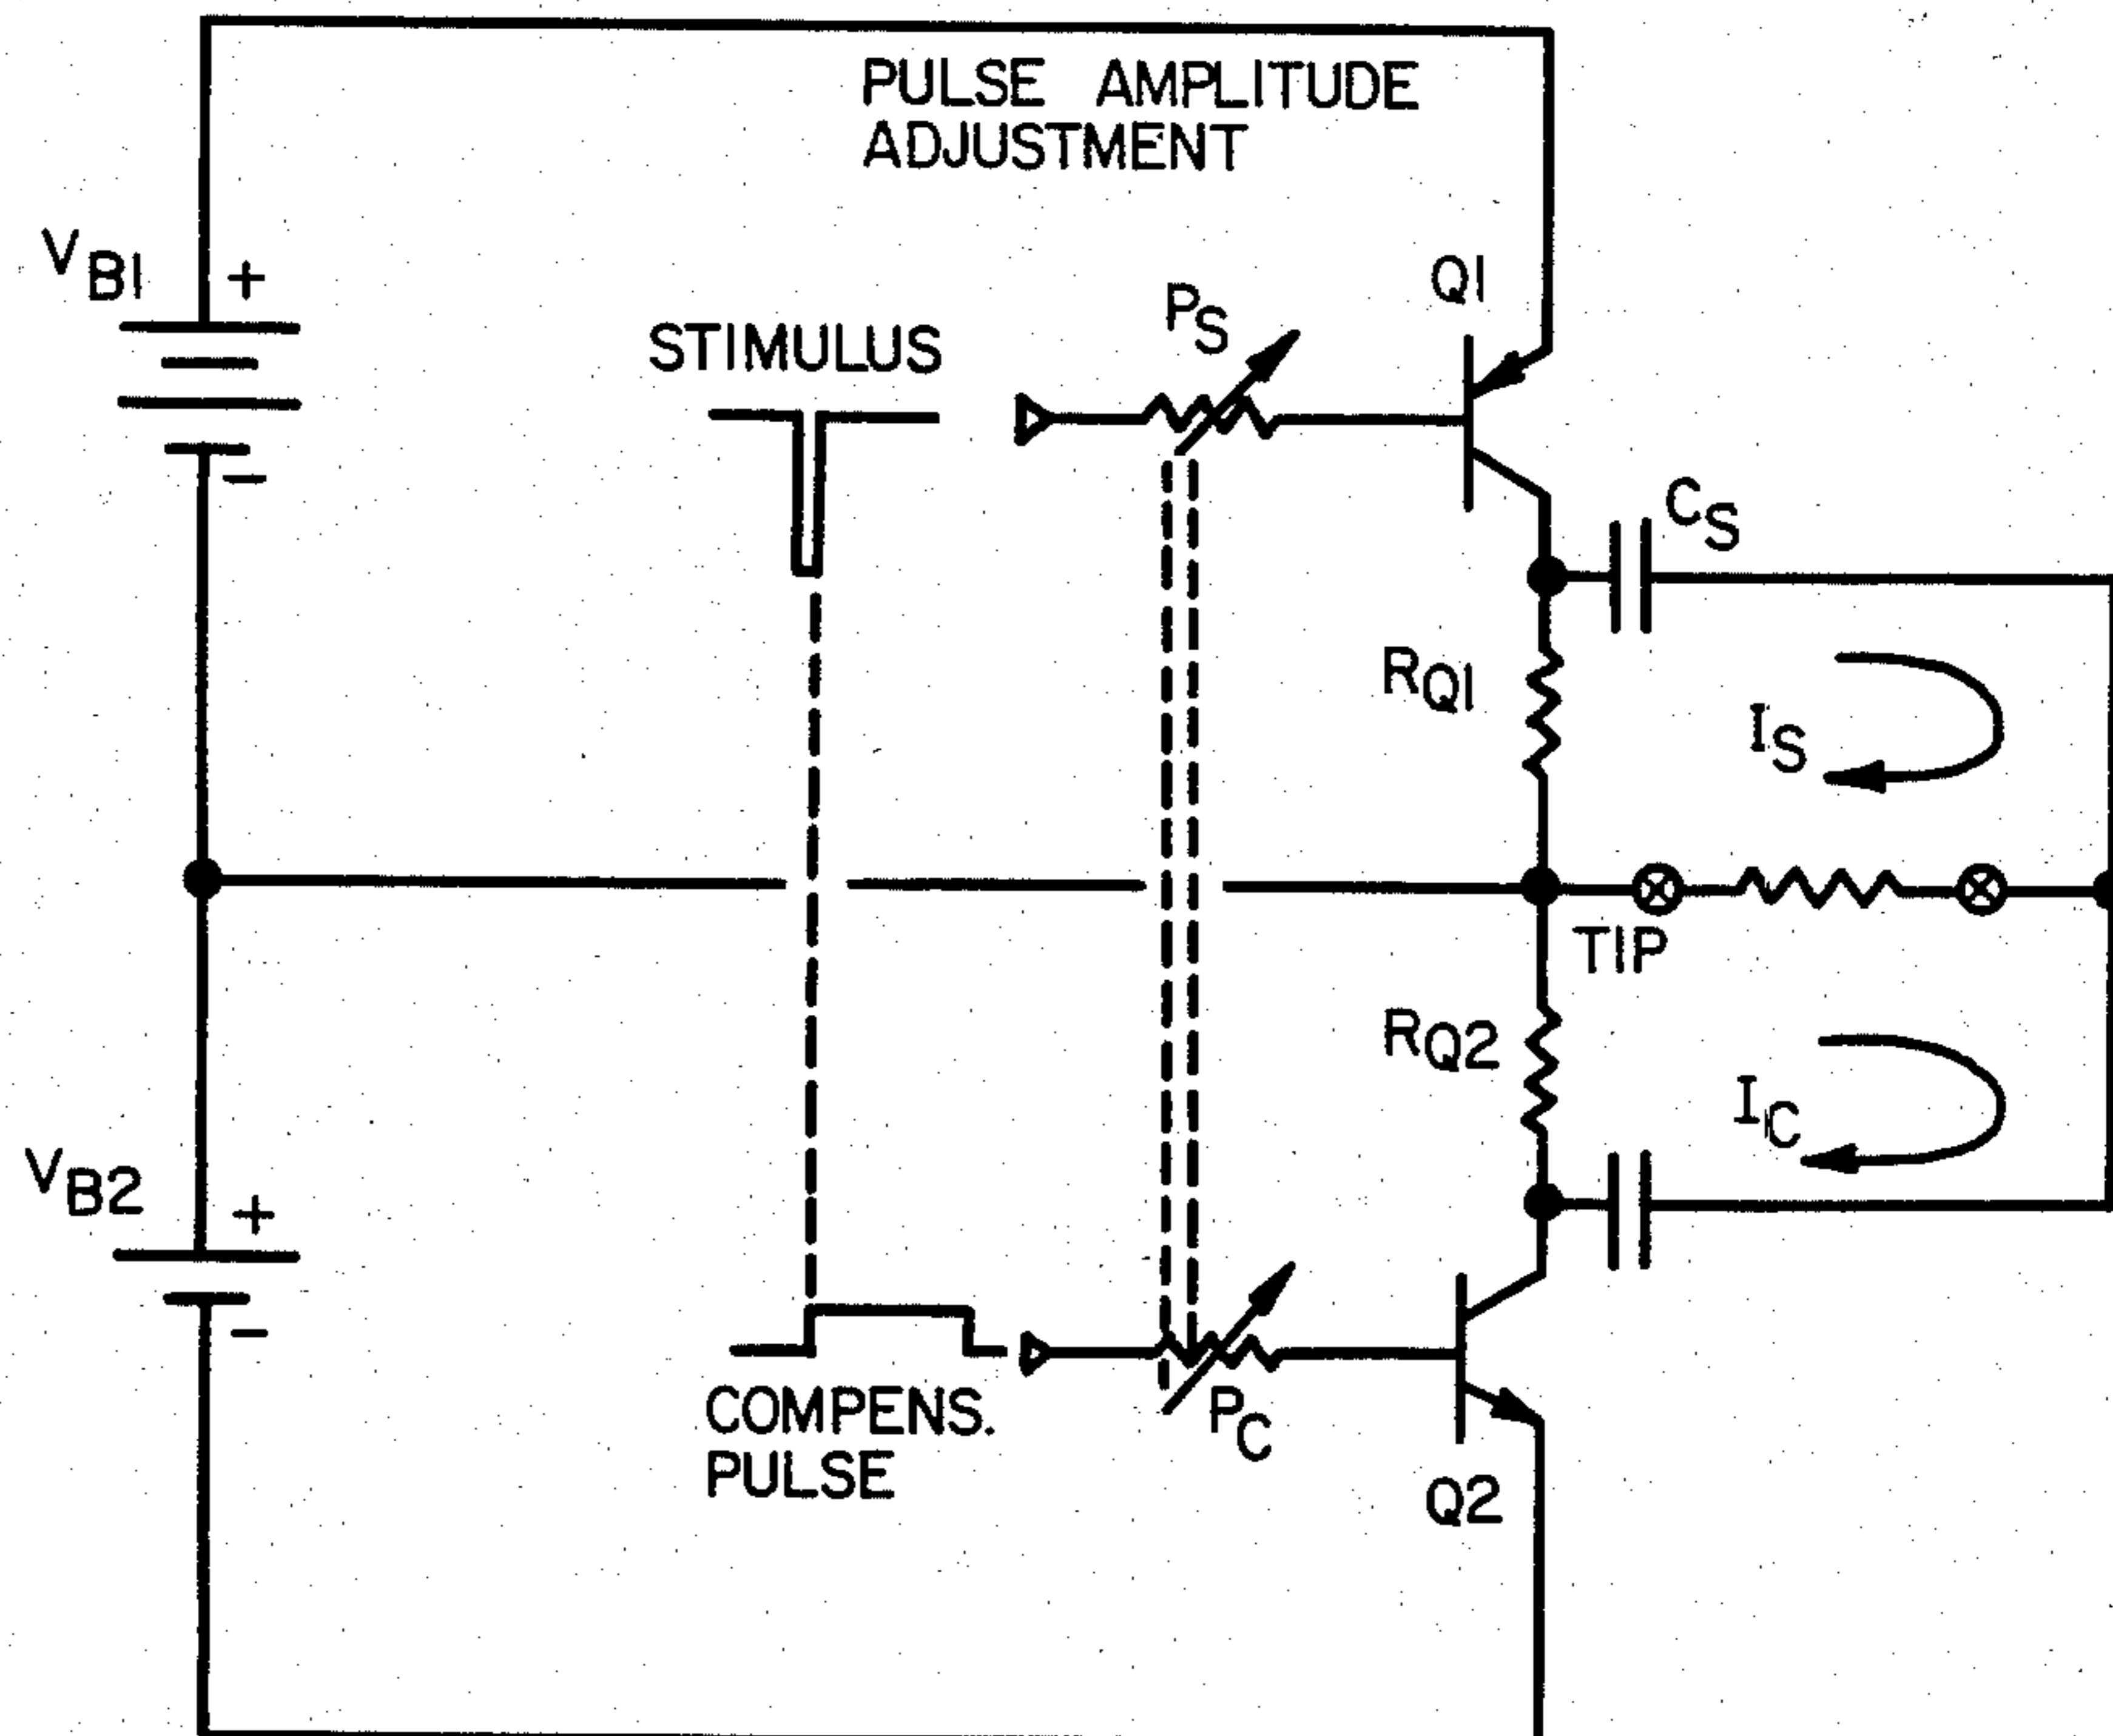 PULSE AMPLITUDE
ADJUSTMENT
VB1
+
STIMULUS
PS
Q1
–
CS
RQ1
IS
TIP
RQ2
IC
VB2
+
–
COMPENS.
PULSE
PC
Q2